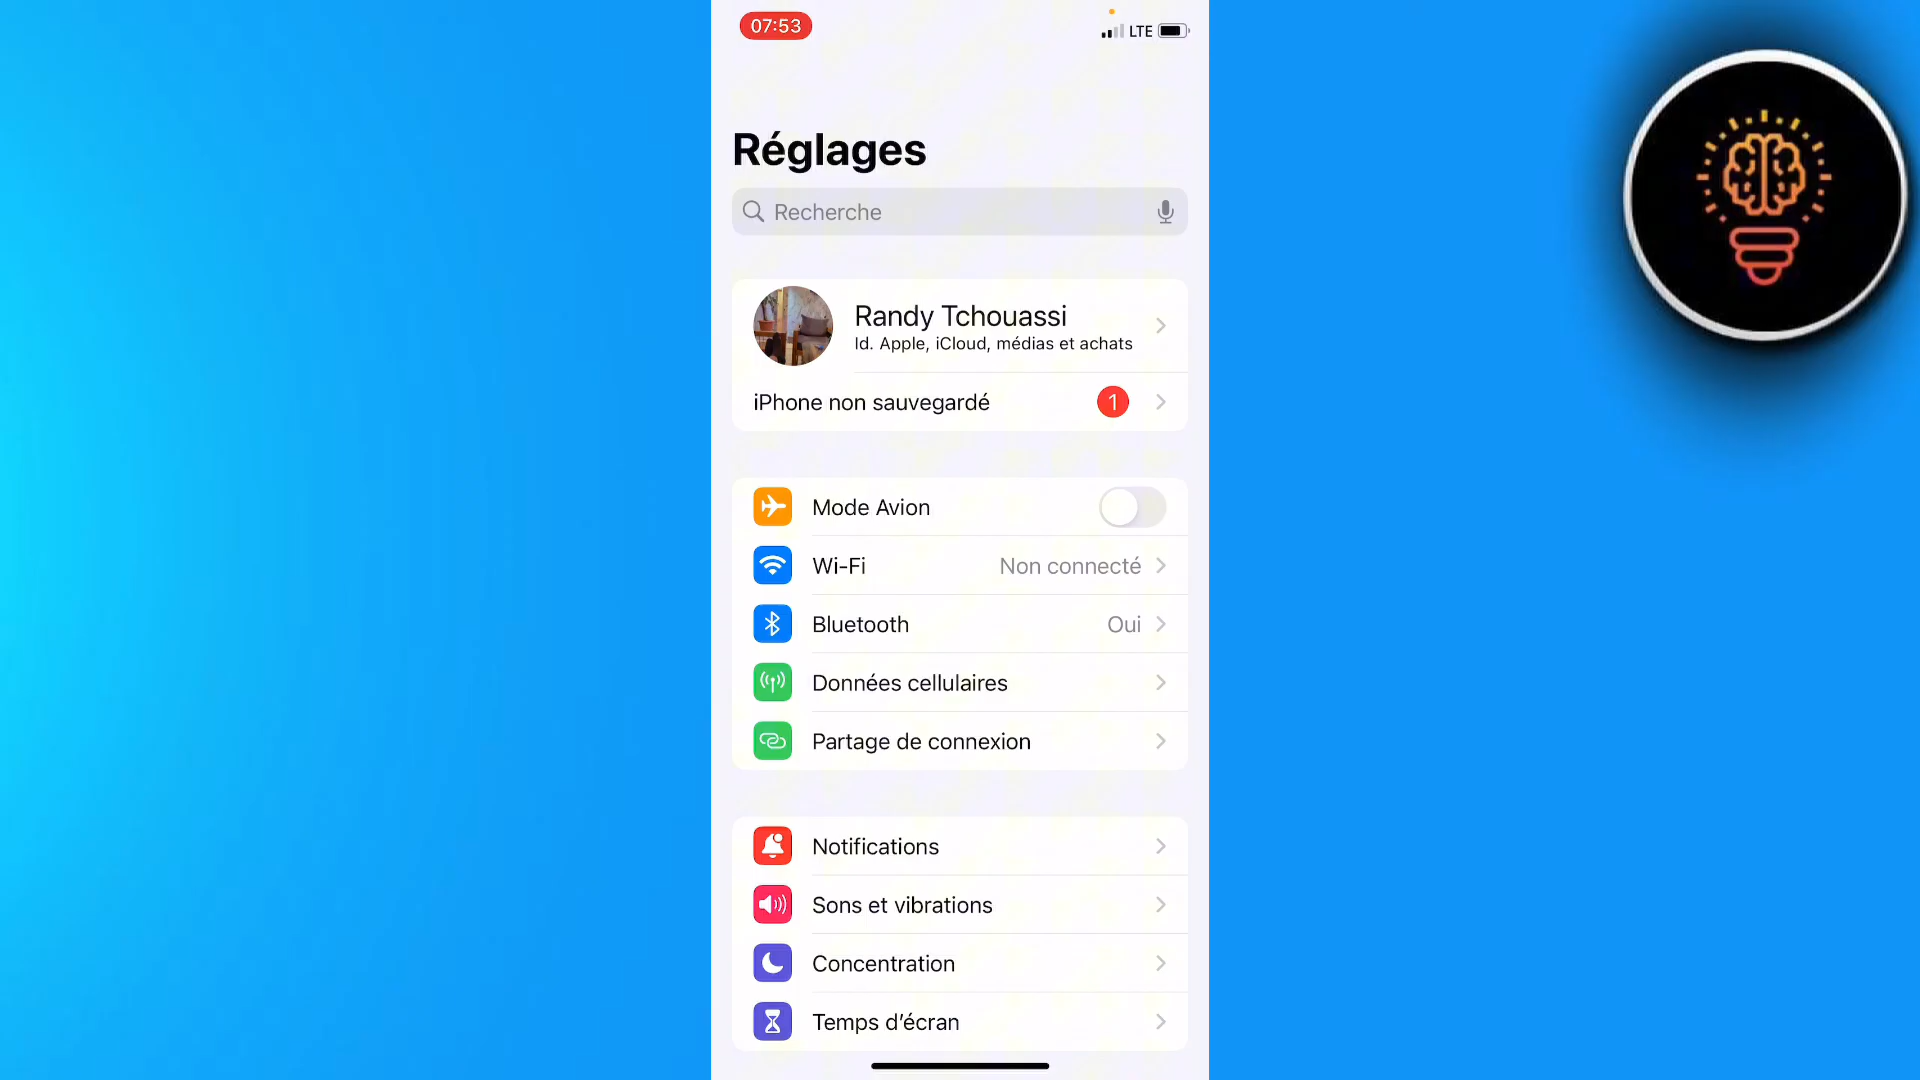 07:53
LTE
Réglages
Recherche
Randy Tchouassi
Id. Apple, iCloud, médias et achats
iPhone non sauvegardé
1
Mode Avion
Wi-Fi
Non connecté
Bluetooth
Oui
Données cellulaires
Partage de connexion
Notifications
Sons et vibrations
Concentration
Temps d’écran